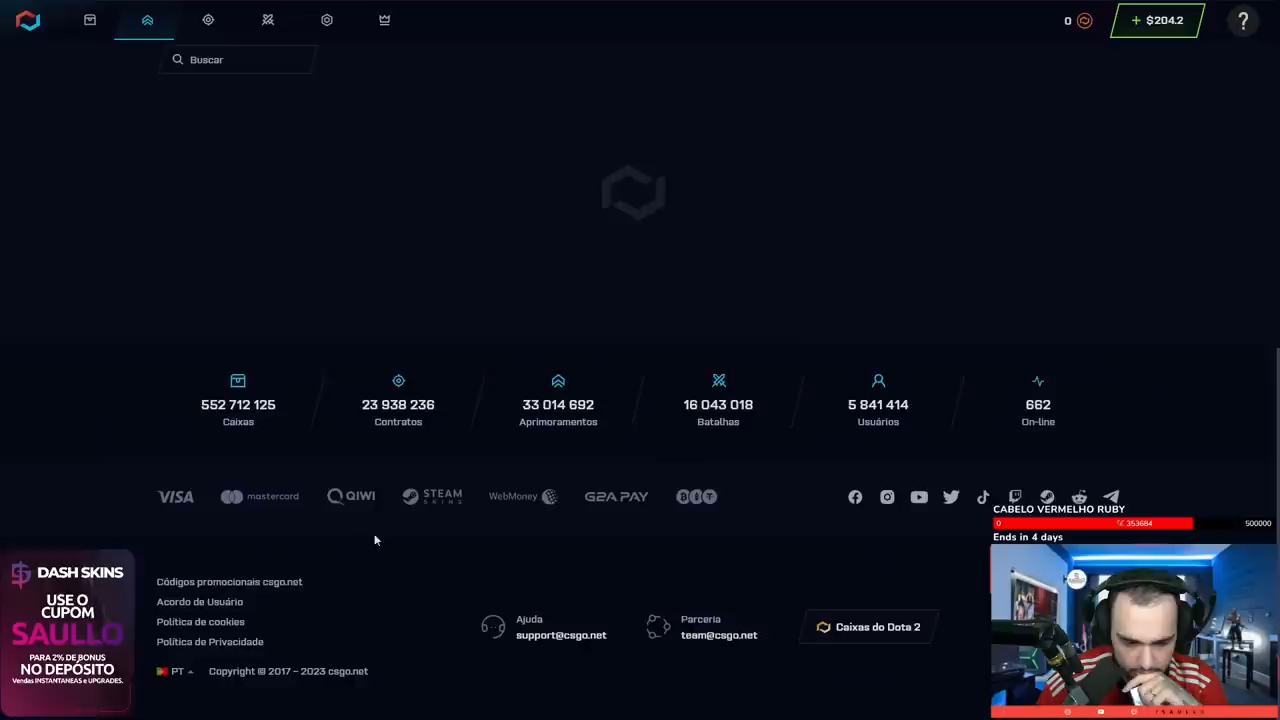 0
+ $204.2
?
Buscar
552 712 125
Caixas
23 938 236
Contratos
33 014 692
Aprimoramentos
16 043 018
Batalhas
5 841 414
Usuários
662
On-line
VISA
mastercard
QIWI
STEAM
SKINS
WebMoney
G2A PAY
CABELO VERMELHO RUBY
0
353684
500000
Ends in 4 days
DASH SKINS
USE O
CUPOM
SAULLO
PARA 2% DE BONUS
NO DEPÓSITO
Vendas INSTANTANEAS e UPGRADES.
Códigos promocionais csgo.net
Acordo de Usuário
Política de cookies
Política de Privacidade
PT
Copyright © 2017 – 2023 csgo.net
Ajuda
support@csgo.net
Parceria
team@csgo.net
Caixas do Dota 2